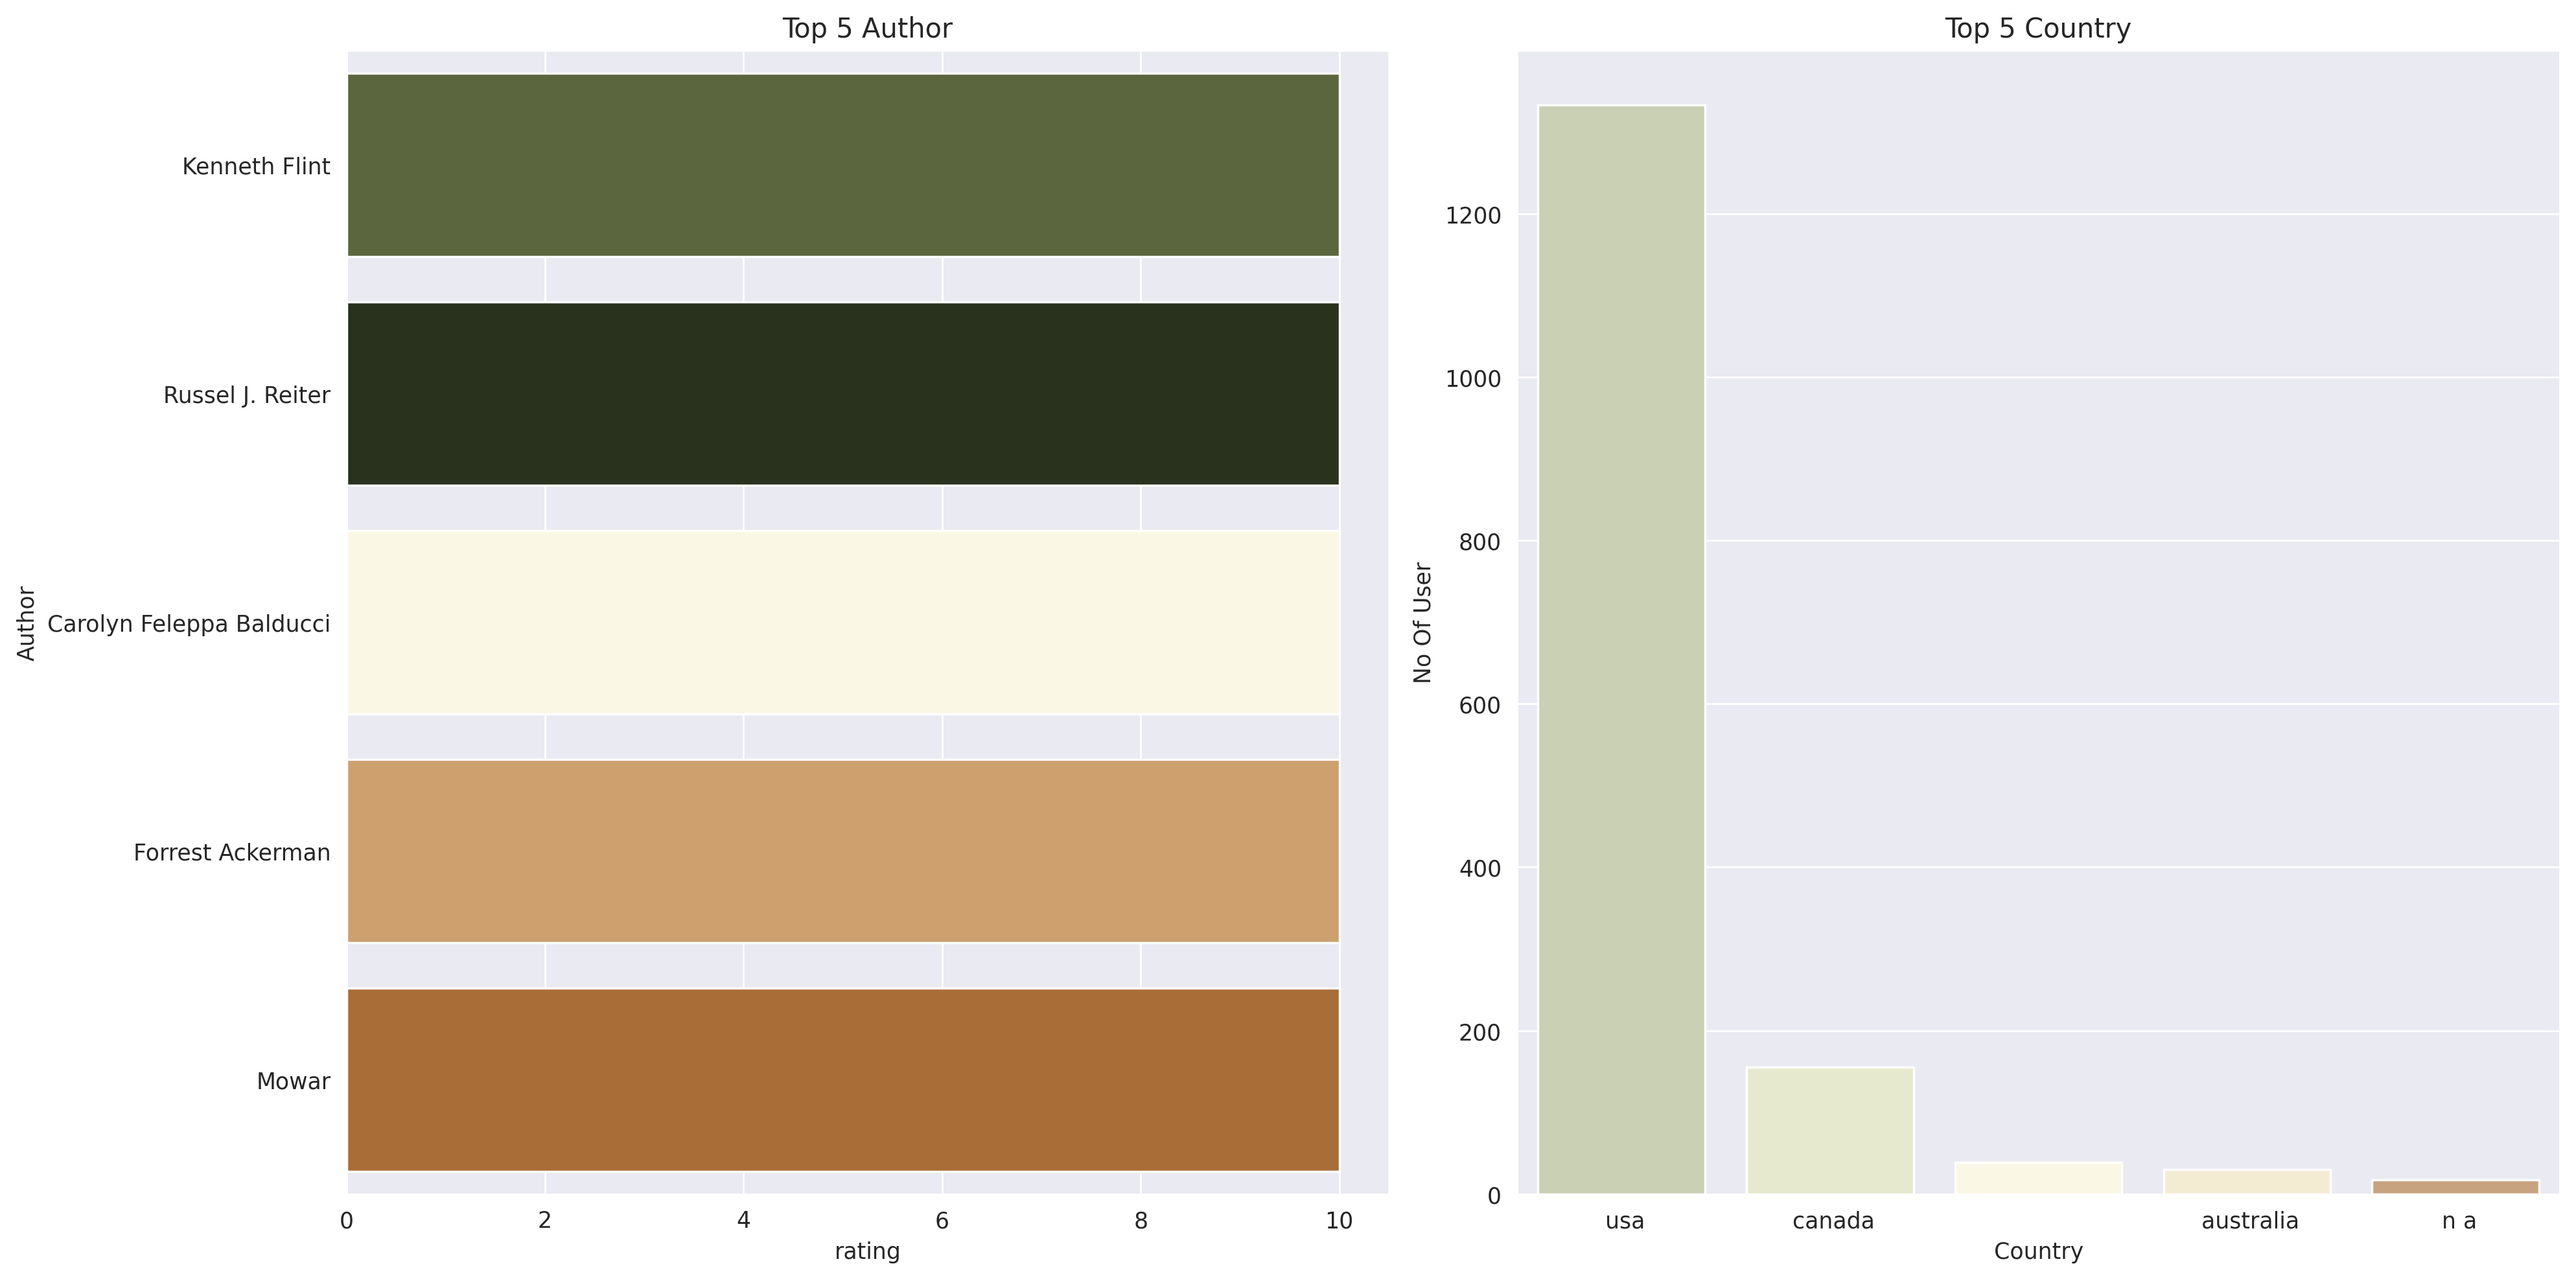 Top 5 Author
Author
Kenneth Flint
Russel J. Reiter
Carolyn Feleppa Balducci
Forrest Ackerman
Mowar
0 2 4 6 8 10
rating
Top 5 Country
No Of User
1200
1000
800
600
400
200
0
usa canada australia n a
Country